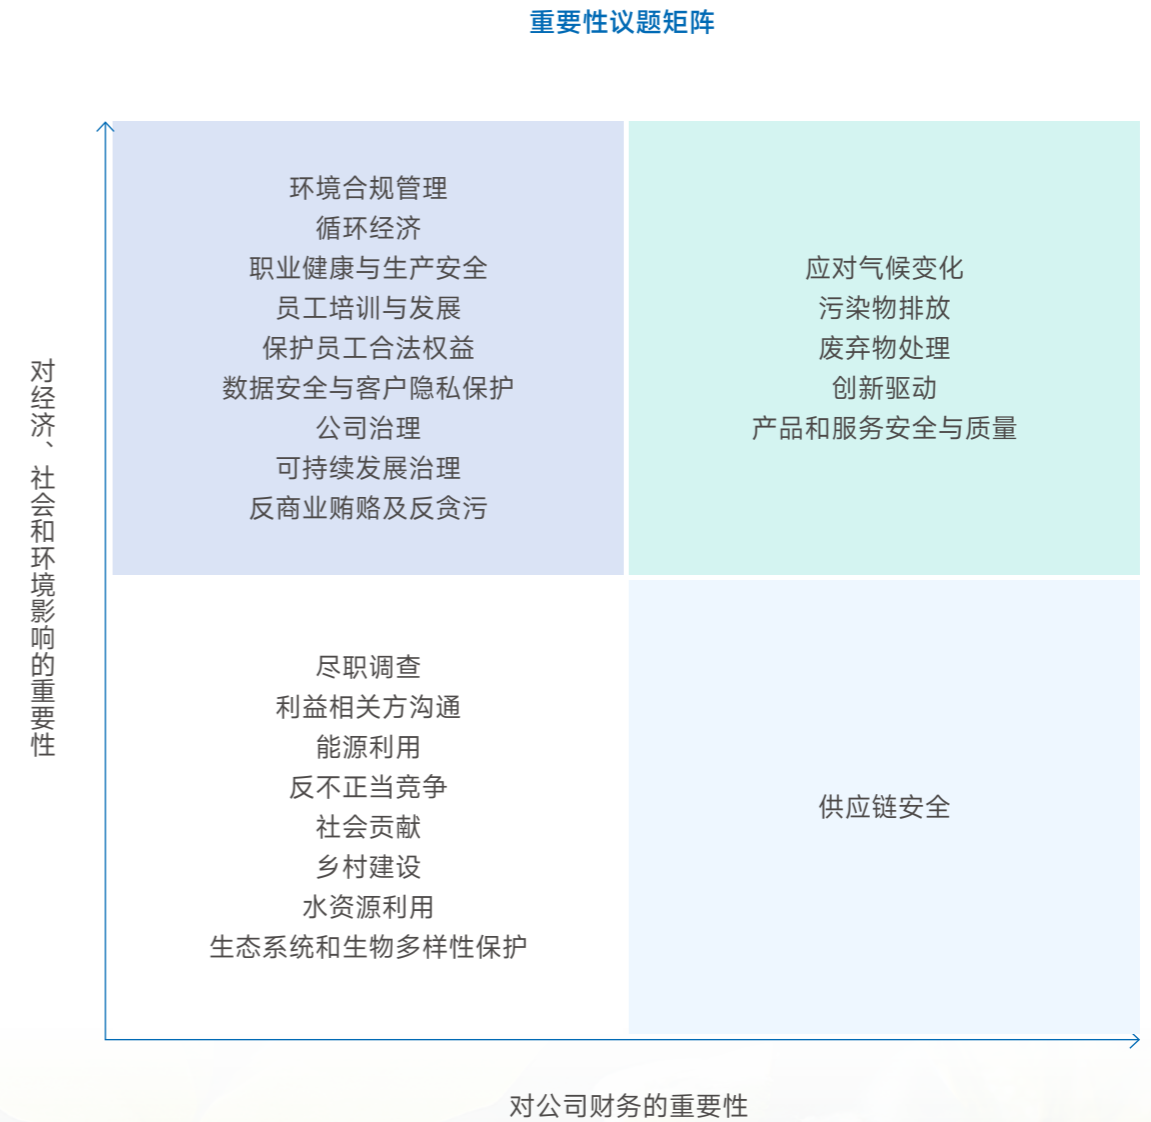 重要性议题矩阵
对经济、社会和环境影响的重要性
环境合规管理
循环经济
职业健康与生产安全
员工培训与发展
保护员工合法权益
数据安全与客户隐私保护
公司治理
可持续发展治理
反商业贿赂及反贪污
应对气候变化
污染物排放
废弃物处理
创新驱动
产品和服务安全与质量
尽职调查
利益相关方沟通
能源利用
反不正当竞争
社会贡献
乡村建设
水资源利用
生态系统和生物多样性保护
供应链安全
对公司财务的重要性